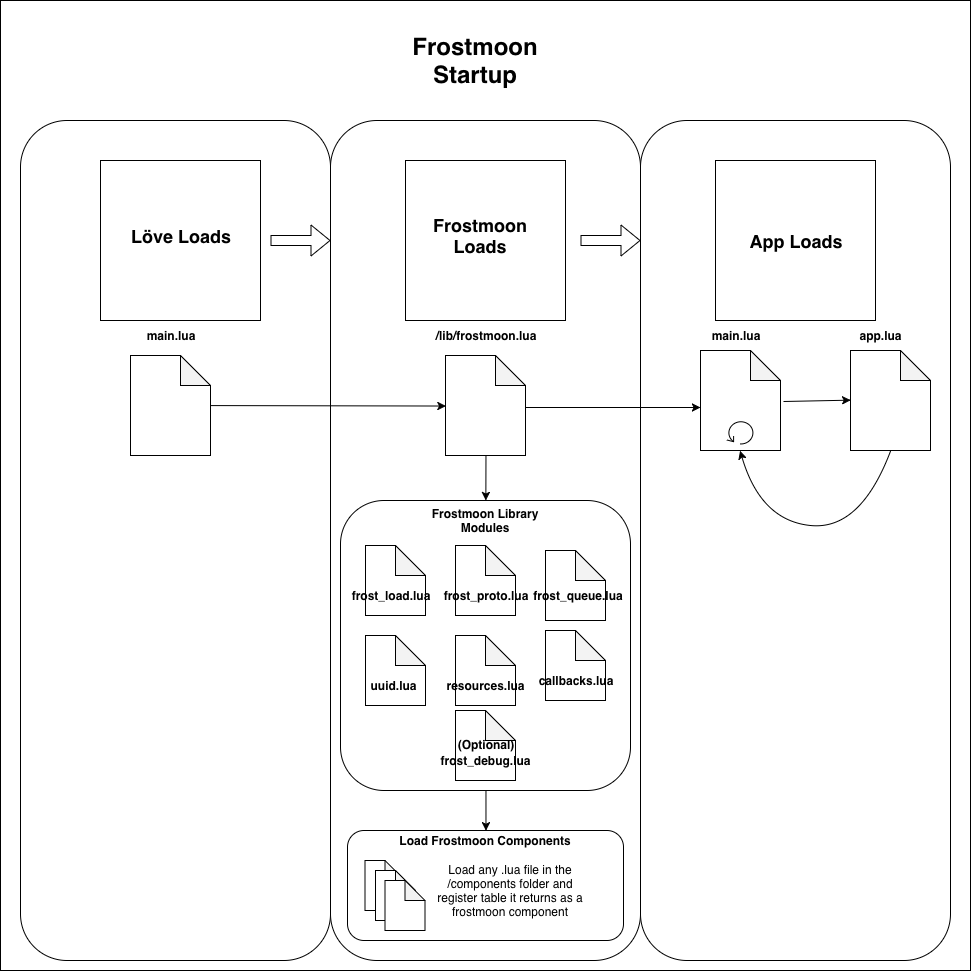 Frostmoon
Startup
Löve Loads
Frostmoon
Loads
App Loads
main.lua
/lib/frostmoon.lua
main.lua
app.lua
Frostmoon Library
Modules
frost_load.lua
frost_proto.lua
frost_queue.lua
uuid.lua
resources.lua
callbacks.lua
(Optional)
frost_debug.lua
Load Frostmoon Components
Load any .lua file in the
/components folder and
register table it returns as a
frostmoon component